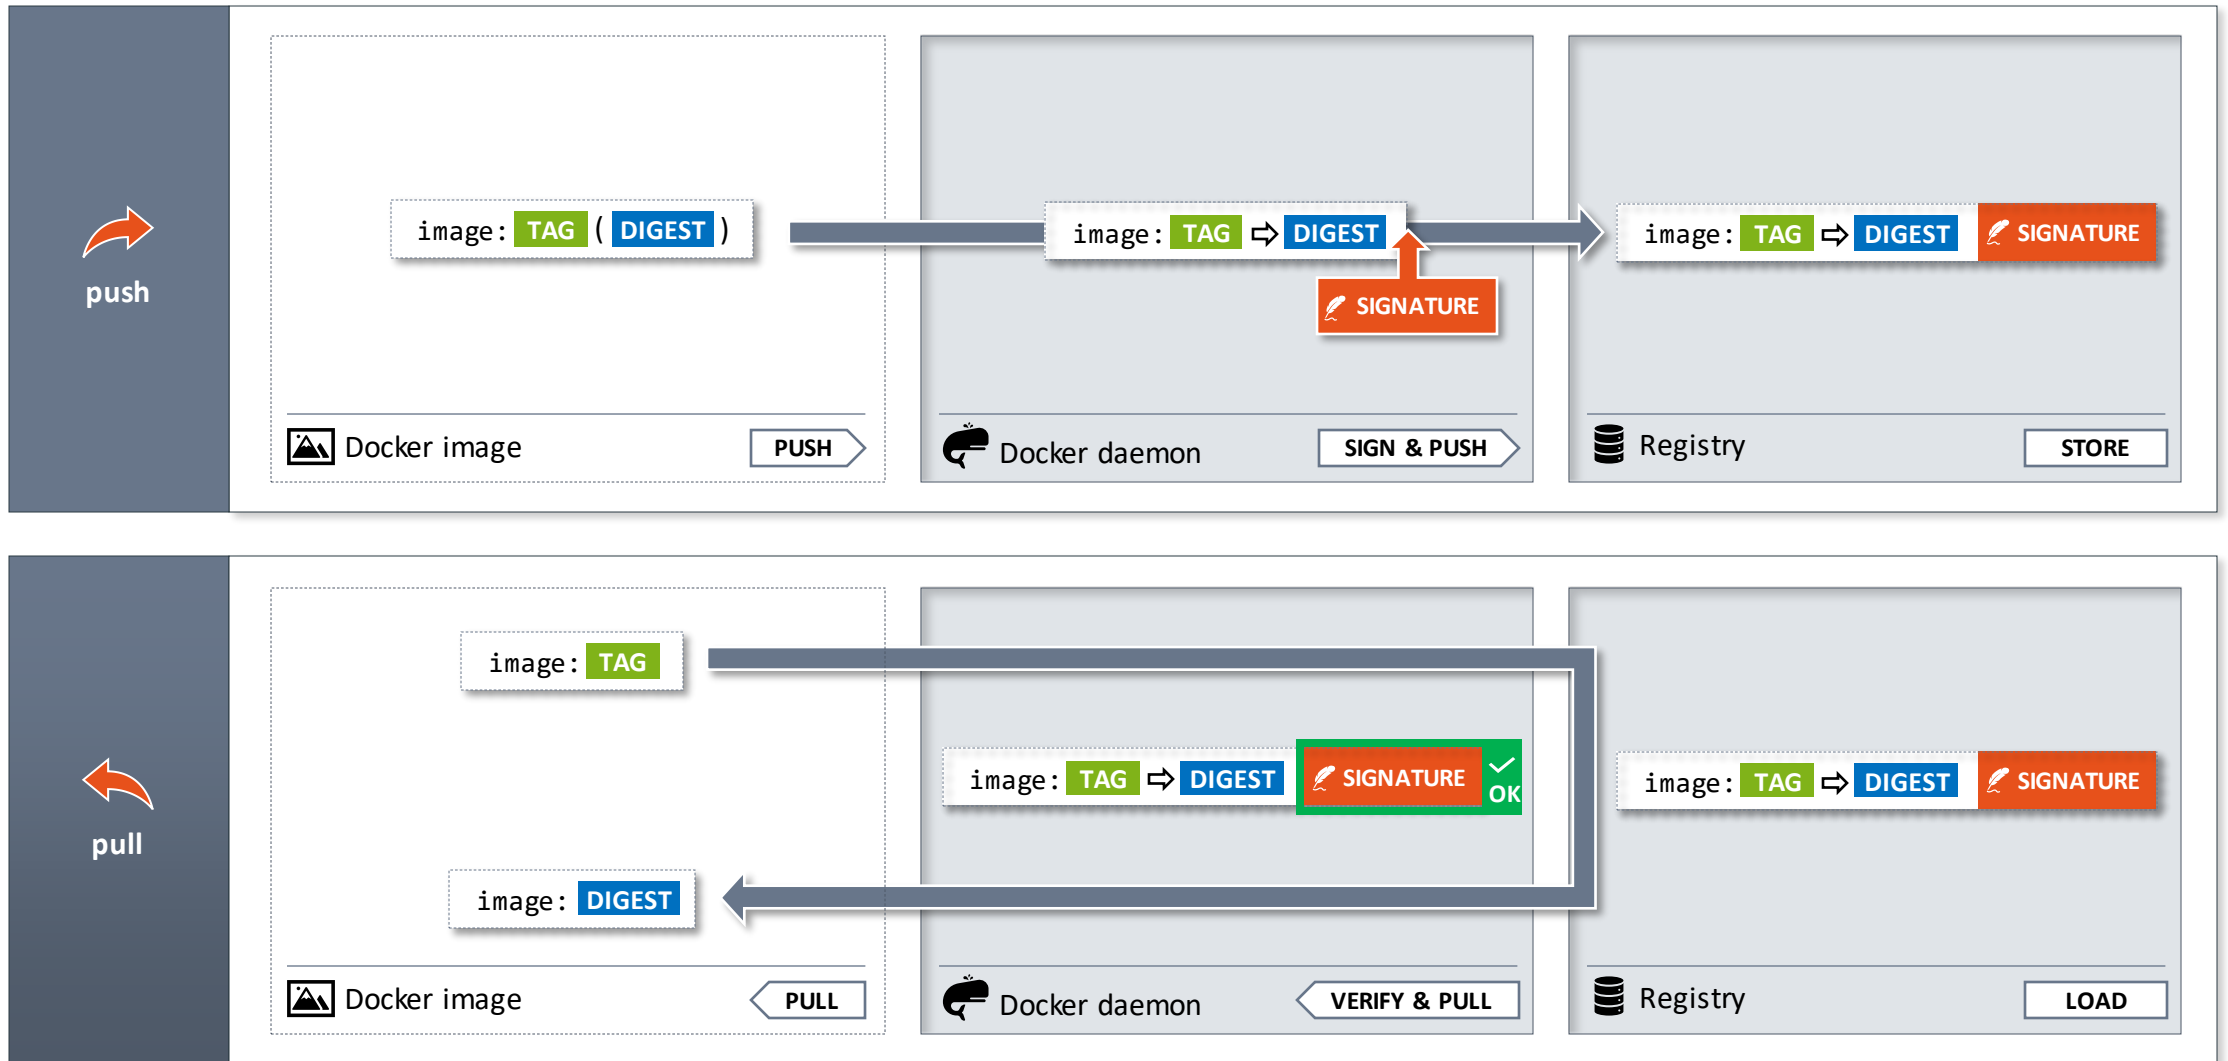 push
image: TAG ( DIGEST )
Docker image
PUSH
image: TAG ⇨ DIGEST
SIGNATURE
Docker daemon
SIGN & PUSH
image: TAG ⇨ DIGEST SIGNATURE
Registry
STORE
pull
image: TAG
image: DIGEST
Docker image
PULL
image: TAG ⇨ DIGEST SIGNATURE OK
Docker daemon
VERIFY & PULL
image: TAG ⇨ DIGEST SIGNATURE
Registry
LOAD